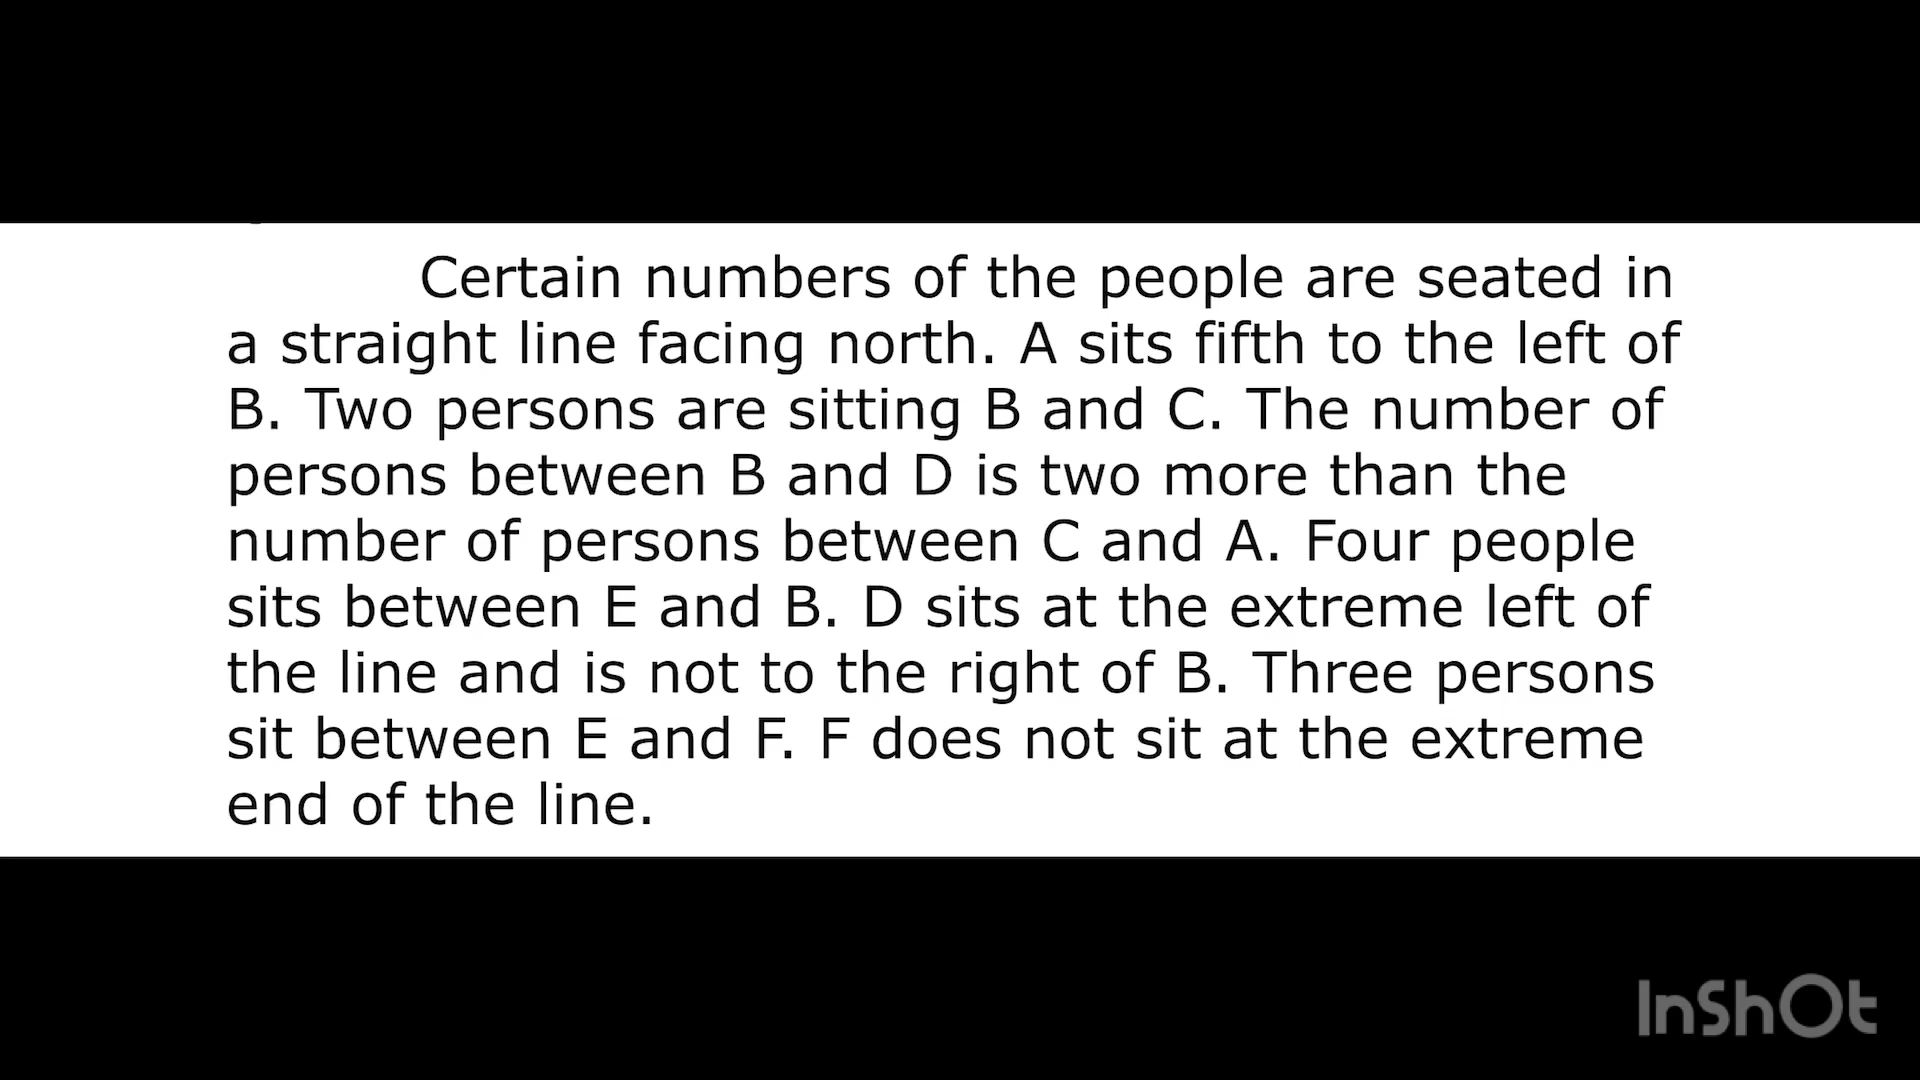 Certain numbers of the people are seated in
a straight line facing north. A sits fifth to the left of
B. Two persons are sitting B and C. The number of
persons between B and D is two more than the
number of persons between C and A. Four people
sits between E and B. D sits at the extreme left of
the line and is not to the right of B. Three persons
sit between E and F. F does not sit at the extreme
end of the line.
InShOt